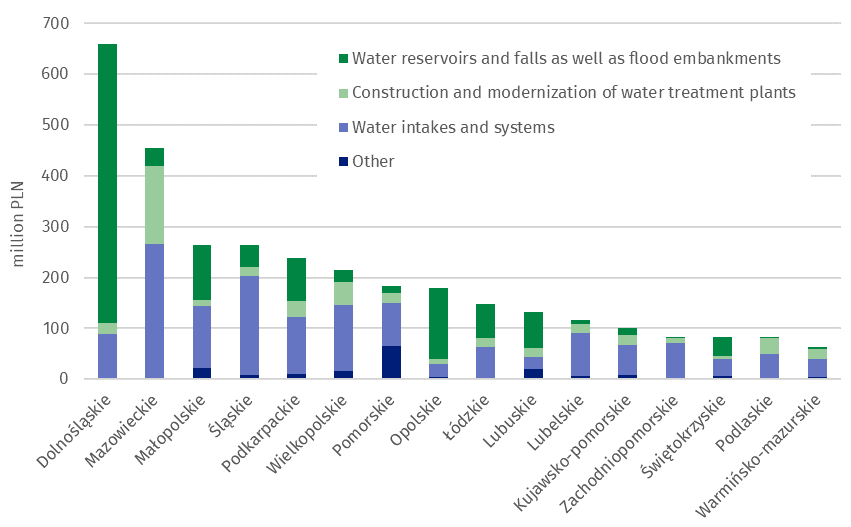 700
600
500
400
300
200
100
0
million PLN
Water reservoirs and falls as well as flood embankments
Construction and modernization of water treatment plants
Water intakes and systems
Other
Dolnośląskie
Mazowieckie
Małopolskie
Śląskie
Podkarpackie
Wielkopolskie
Pomorskie
Opolskie
Łódzkie
Lubuskie
Lubelskie
Kujawsko-pomorskie
Zachodniopomorskie
Świętokrzyskie
Podlaskie
Warmińsko-mazurskie